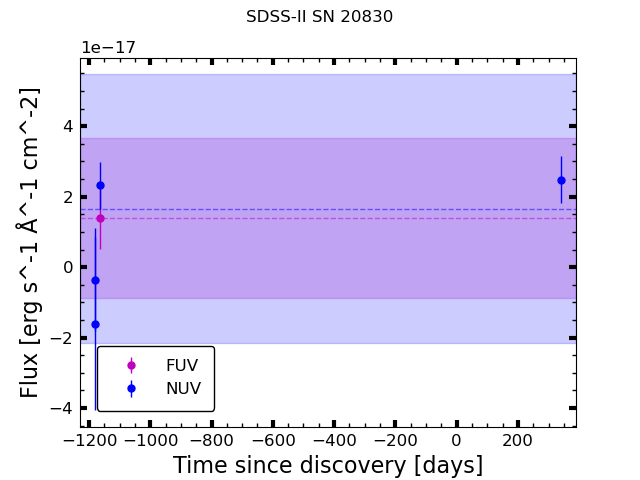 SDSS-II SN 20830
1e−17
Flux [erg s^-1 Å^-1 cm^-2]
4
2
0
−2
−4
FUV
NUV
−1200 −1000 −800 −600 −400 −200 0 200
Time since discovery [days]